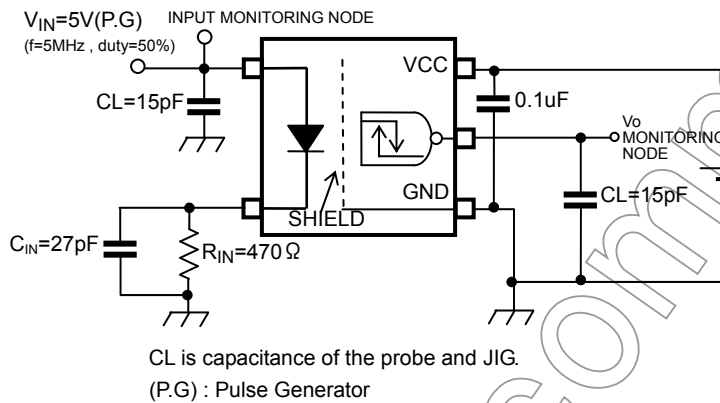 VIN=5V(P.G)
INPUT MONITORING NODE
(f=5MHz , duty=50%)
CL=15pF
VCC
0.1uF
Vo
MONITORING
NODE
GND
CL=15pF
SHIELD
CIN=27pF
RIN=470Ω
CL is capacitance of the probe and JIG.
(P.G) : Pulse Generator